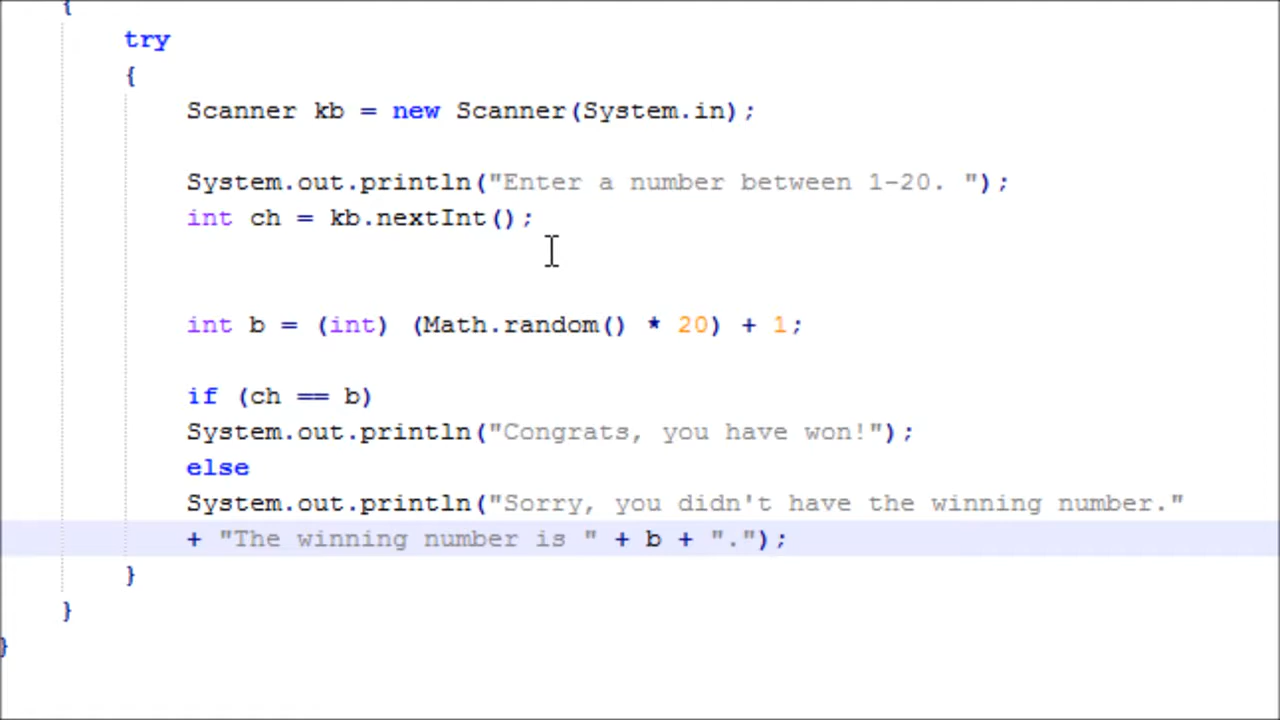 {
try
{
Scanner kb = new Scanner(System.in);
System.out.println("Enter a number between 1-20. ");
int ch = kb.nextInt();
int b = (int) (Math.random() * 20) + 1;
if (ch == b)
System.out.println("Congrats, you have won!");
else
System.out.println("Sorry, you didn't have the winning number."
+ "The winning number is " + b + ".");
}
}
}